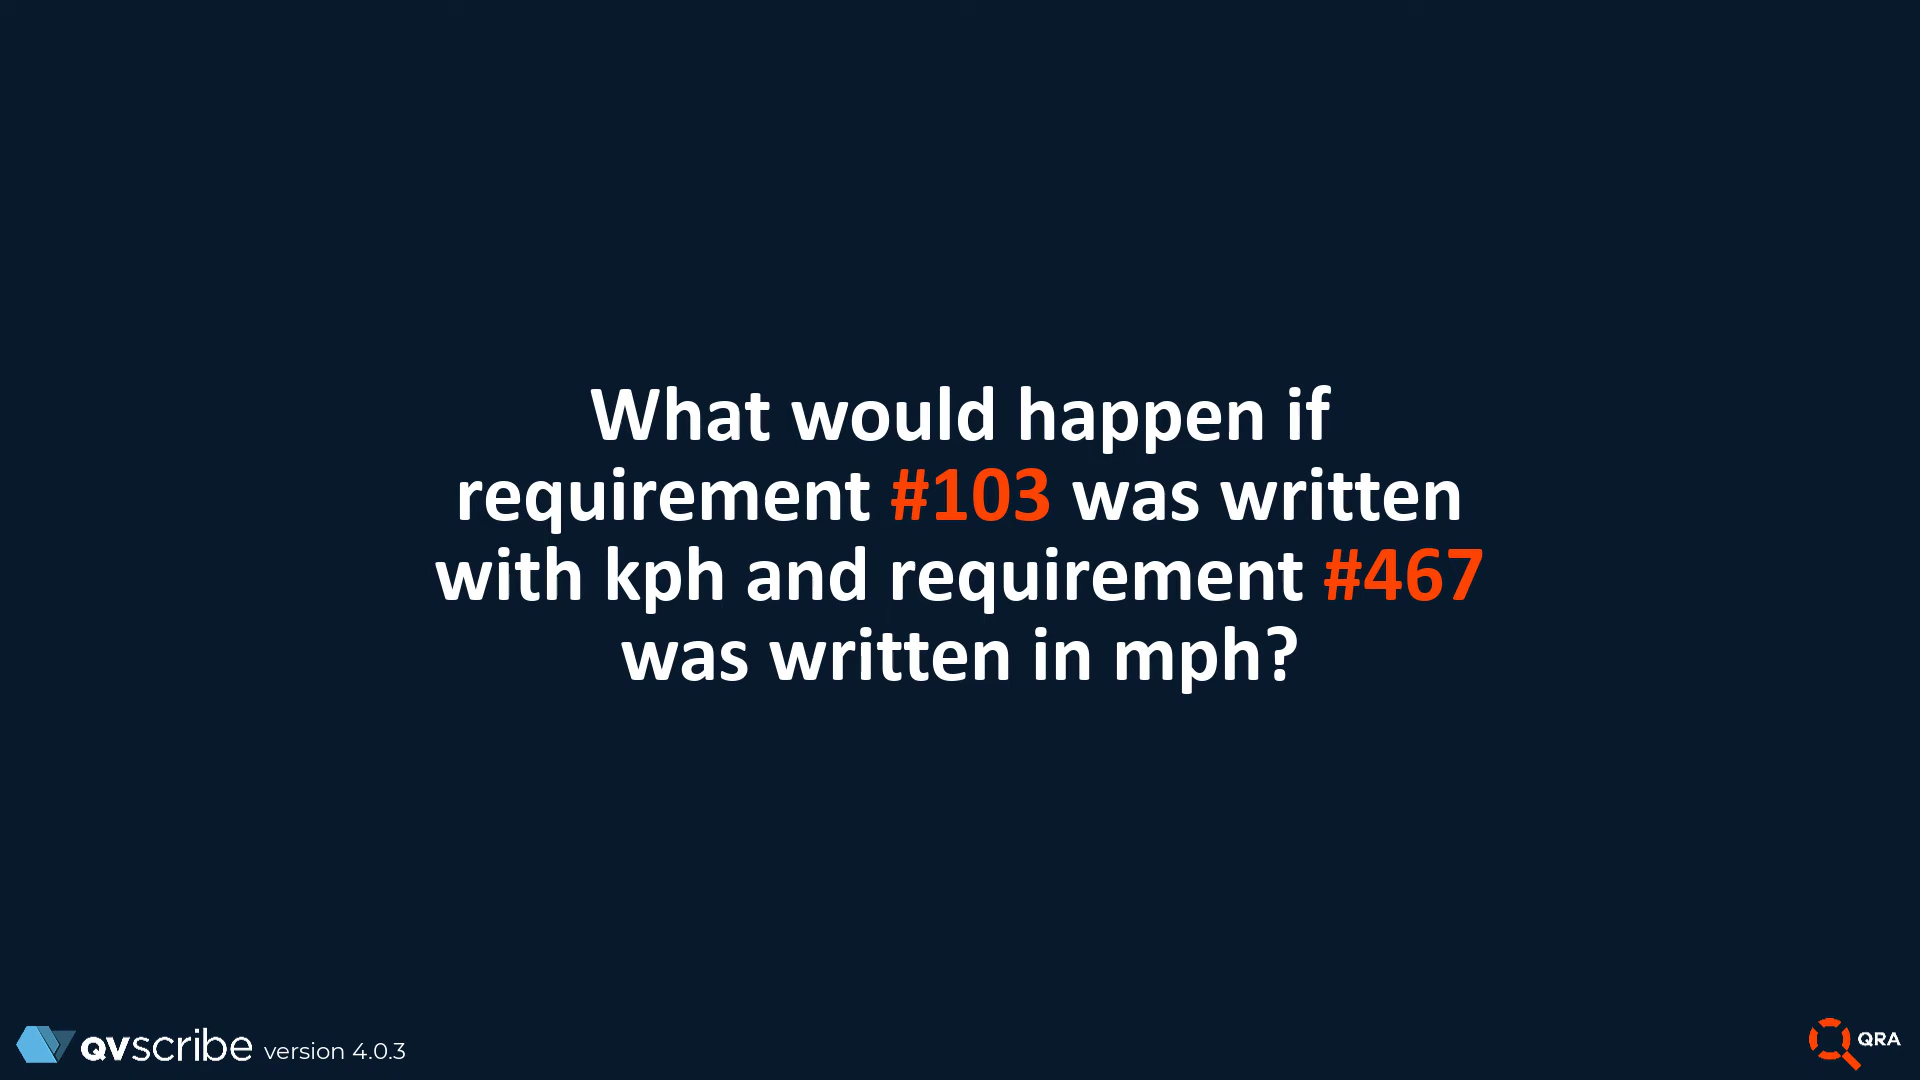 What would happen if
requirement #103 was written
with kph and requirement #467
was written in mph?
qvscribe version 4.0.3
QRA